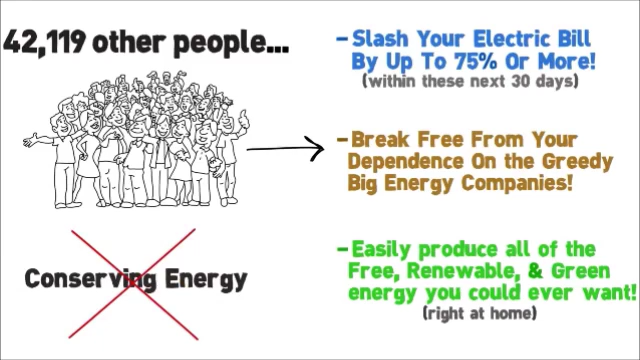 42,119 other people...
– Slash Your Electric Bill
By Up To 75% Or More!
(within these next 30 days)
– Break Free From Your
Dependence On the Greedy
Big Energy Companies!
Conserving Energy
– Easily produce all of the
Free, Renewable, & Green
energy you could ever want!
(right at home)